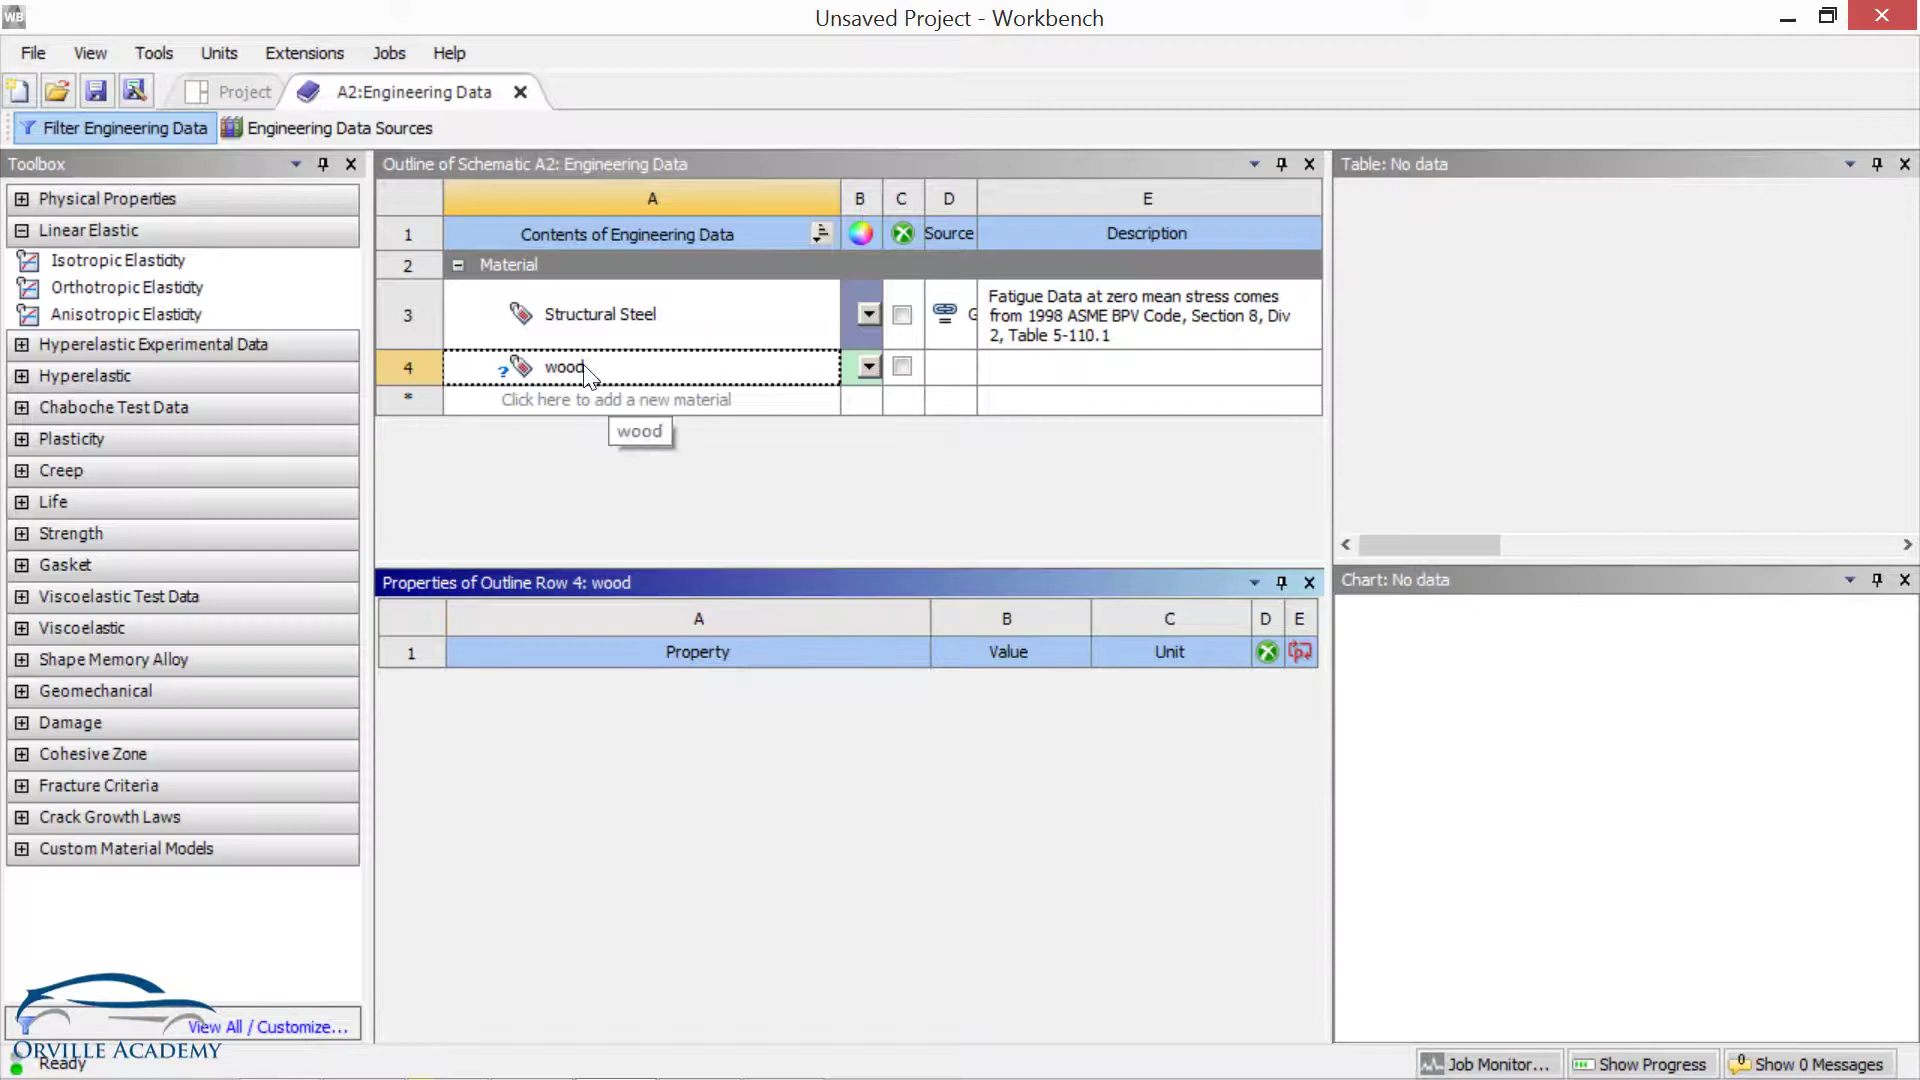 WB
Unsaved Project - Workbench
File View Tools Units Extensions Jobs Help
Project
A2:Engineering Data
Filter Engineering Data
Engineering Data Sources
Toolbox
Physical Properties
Linear Elastic
Isotropic Elasticity
Orthotropic Elasticity
Anisotropic Elasticity
Hyperelastic Experimental Data
Hyperelastic
Chaboche Test Data
Plasticity
Creep
Life
Strength
Gasket
Viscoelastic Test Data
Viscoelastic
Shape Memory Alloy
Geomechanical
Damage
Cohesive Zone
Fracture Criteria
Crack Growth Laws
Custom Material Models
View All / Customize...
ORVILLE ACADEMY
Ready
Outline of Schematic A2: Engineering Data
A B C D E
1 Contents of Engineering Data Source Description
2 Material
3 Structural Steel G Fatigue Data at zero mean stress comes
from 1998 ASME BPV Code, Section 8, Div
2, Table 5-110.1
4 ? wood
* Click here to add a new material
wood
Properties of Outline Row 4: wood
A B C D E
1 Property Value Unit
Table: No data
Chart: No data
Job Monitor... Show Progress 0 Show 0 Messages